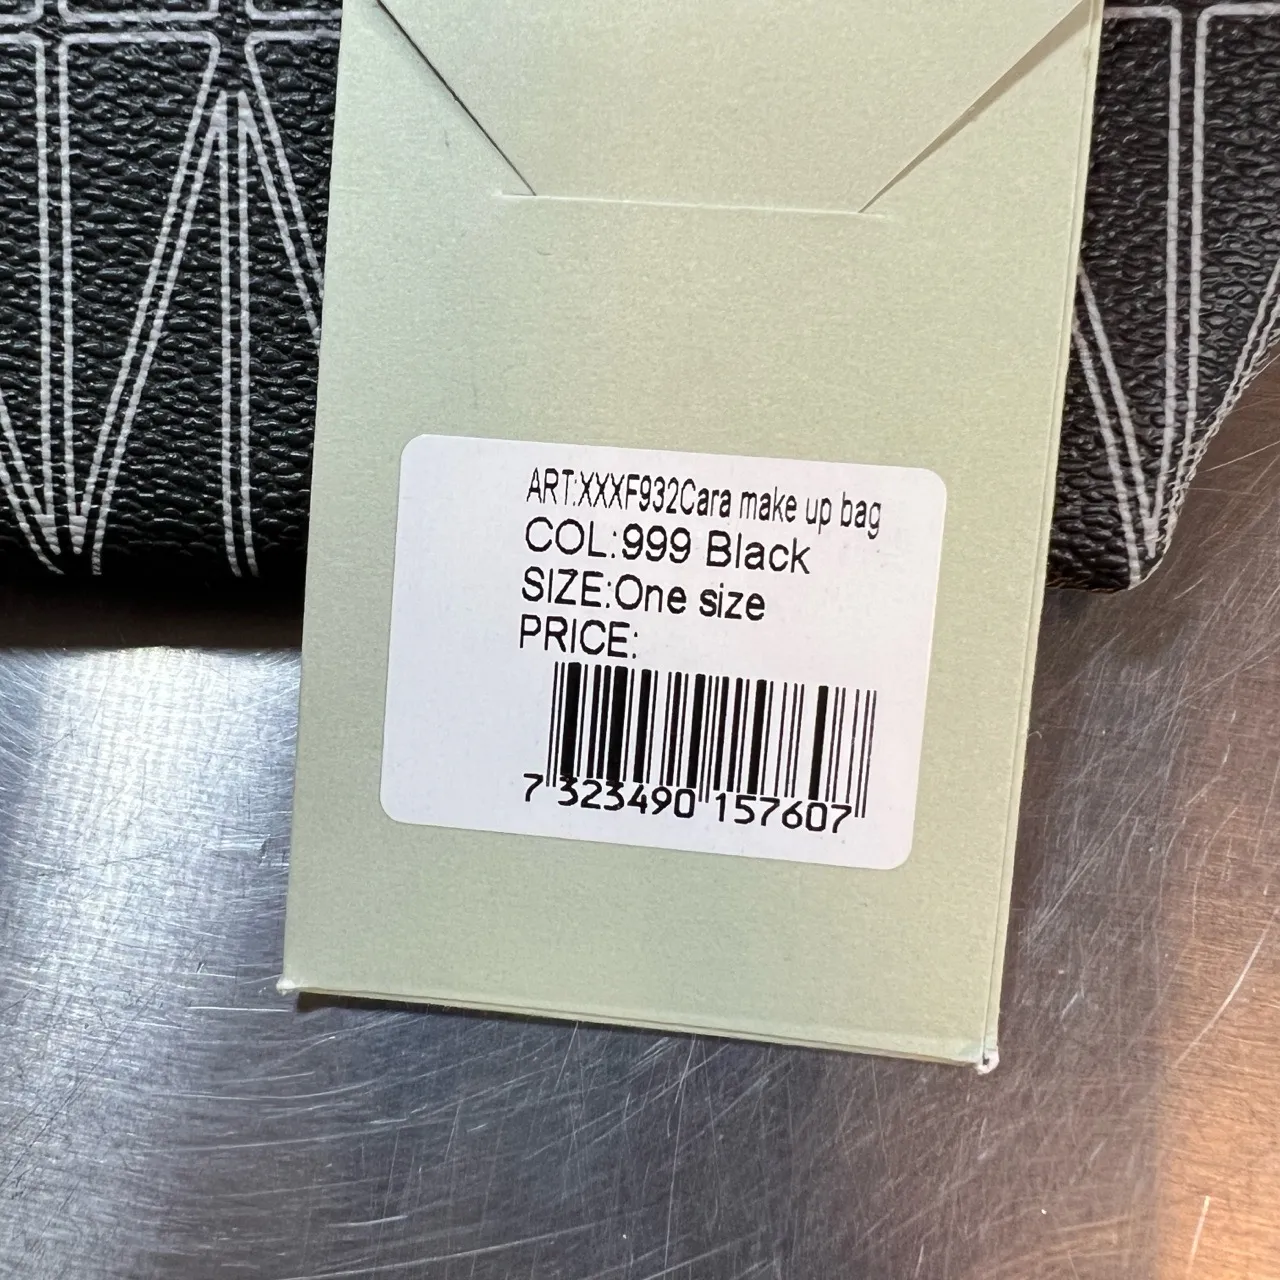 ART:XXXF932Cara make up bag
COL:999 Black
SIZE:One size
PRICE:
7 323490 157607